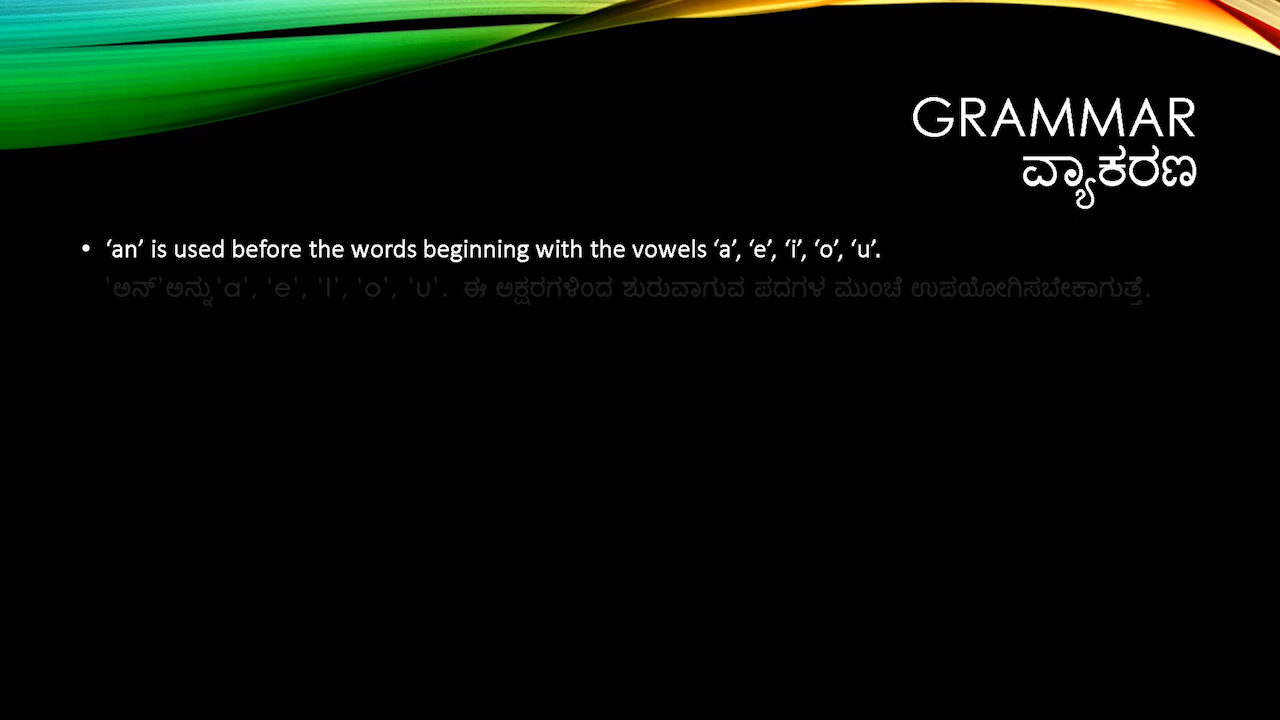 GRAMMAR
ವ್ಯಾಕರಣ
• ‘an’ is used before the words beginning with the vowels ‘a’, ‘e’, ‘i’, ‘o’, ‘u’.
'ಅನ್'ಅನ್ನು'a', 'e', 'I', 'o', 'u'. ಈ ಅಕ್ಷರಗಳಿಂದ ಶುರುವಾಗುವ ಪದಗಳ ಮುಂಚೆ ಉಪಯೋಗಿಸಬೇಕಾಗುತ್ತೆ.